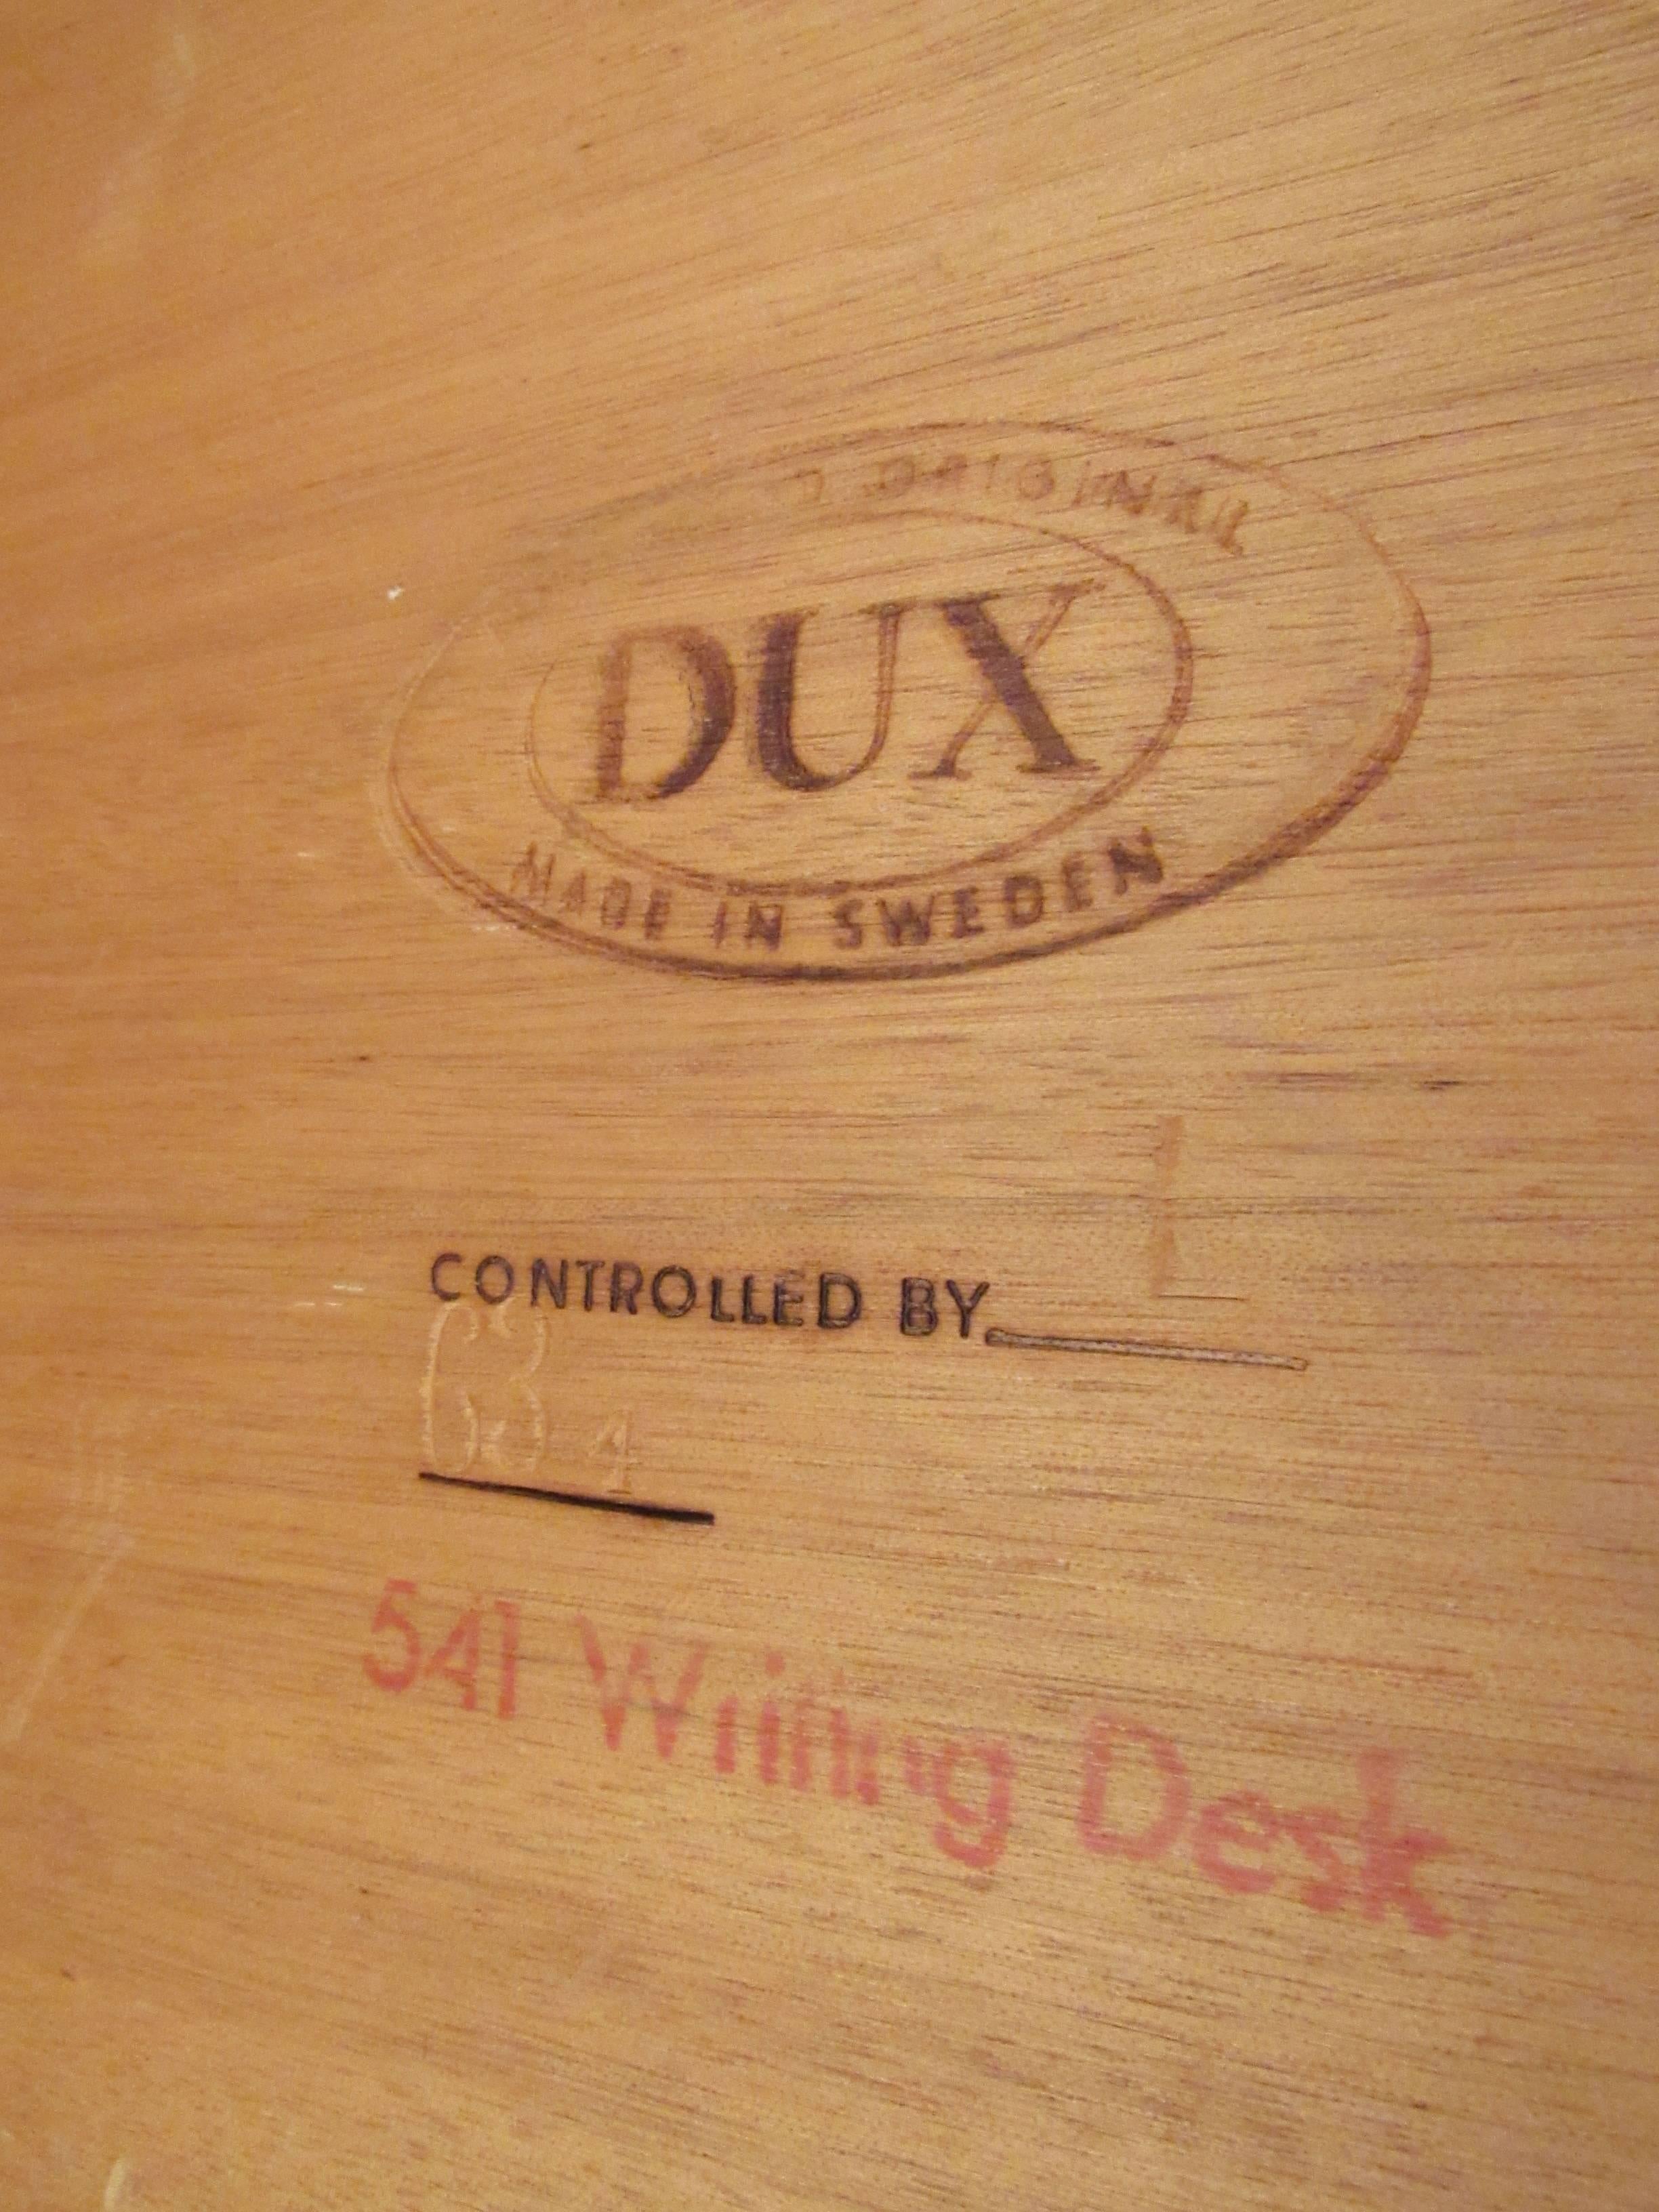 ORIGINAL
DUX
MADE IN SWEDEN
CONTROLLED BY
63 4
541 Writing Desk